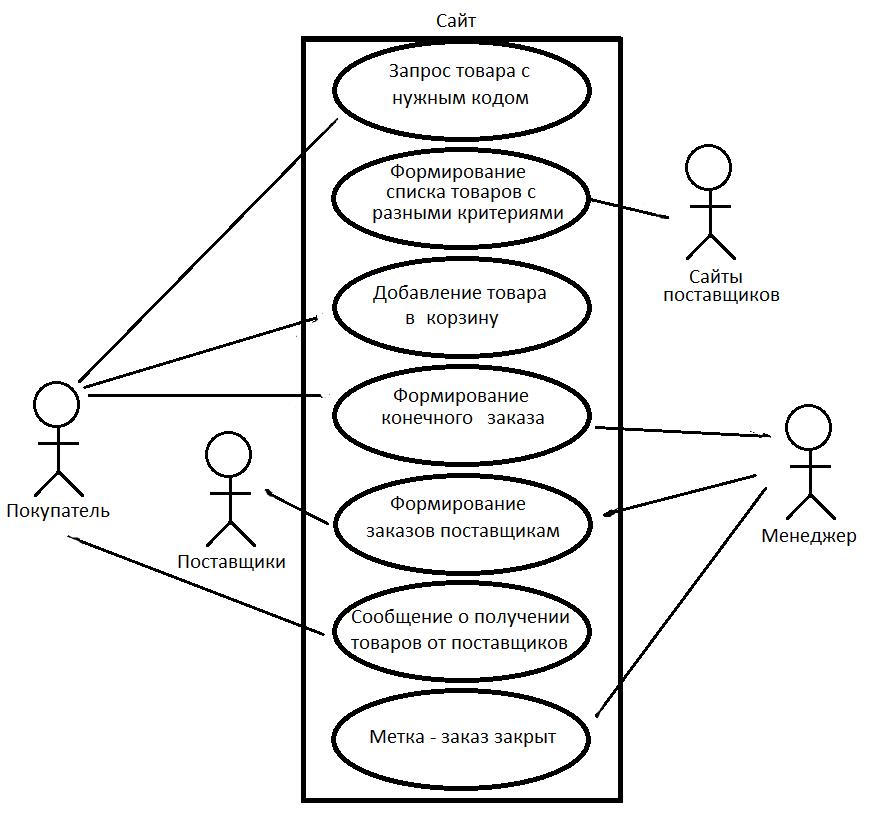 Сайт
Запрос товара с
нужным кодом
Формирование
списка товаров с
разными критериями
Сайты
поставщиков
Добавление товара
в корзину
Формирование
конечного заказа
Покупатель
Поставщики
Формирование
заказов поставщикам
Менеджер
Сообщение о получении
товаров от поставщиков
Метка - заказ закрыт